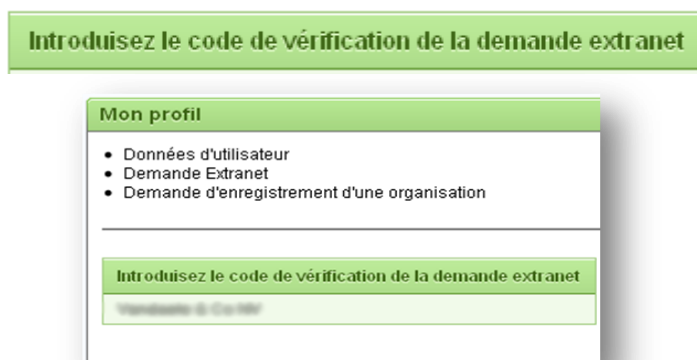 Introduisez le code de vérification de la demande extranet
Mon profil
• Données d'utilisateur
• Demande Extranet
• Demande d'enregistrement d'une organisation
Introduisez le code de vérification de la demande extranet